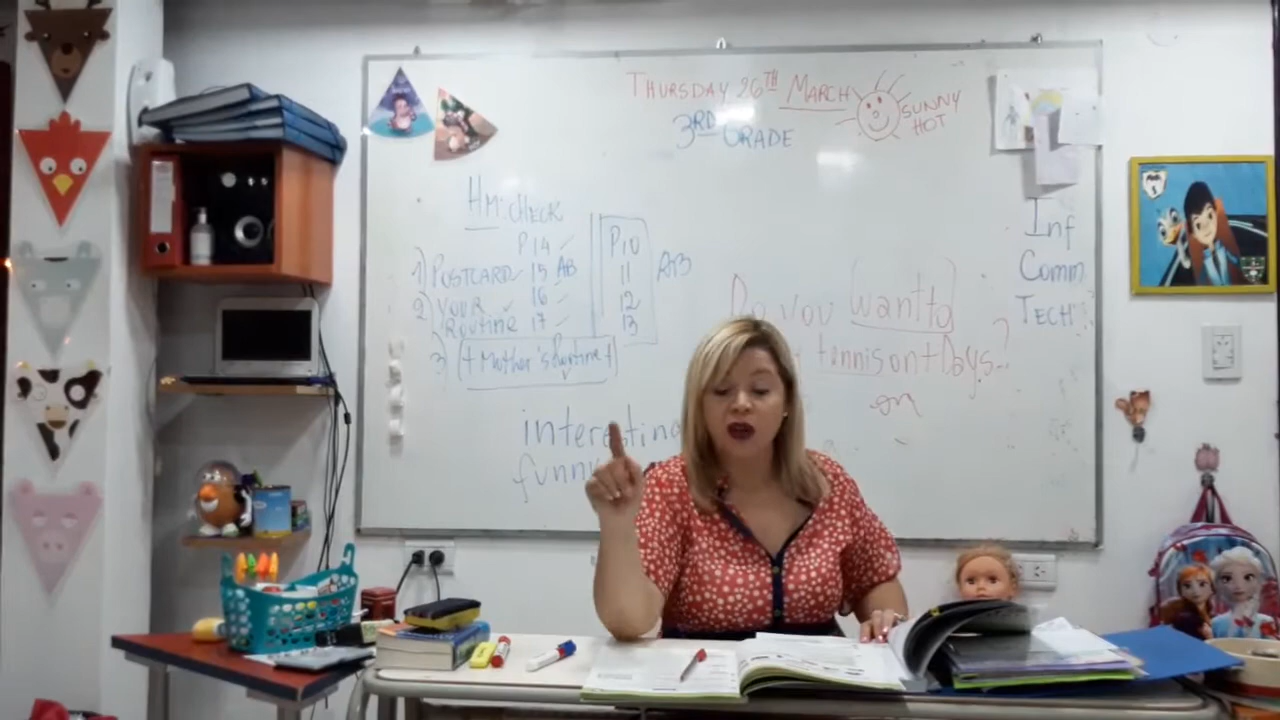 THURSDAY 26TH MARCH
SUNNY
HOT
3RD GRADE
HM: CHECK
P14
1) POSTCARD 15 AB
2) YOUR 16
ROUTINE 17
3) + Mother's Routine +
P10
11 AB
12
13
Do you want to
tennis on + Days..?
on
interesting
funny
Inf
Comm
TECH